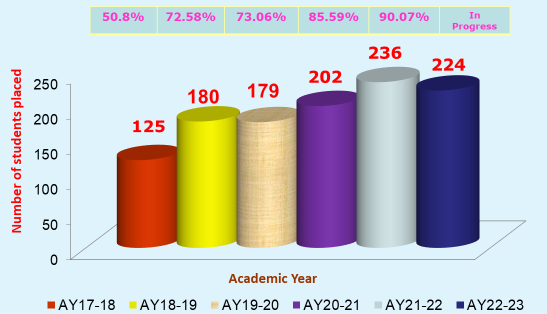 50.8% 72.58% 73.06% 85.59% 90.07% In
Progress
Number of students placed
250
200
150
100
50
0
125
180
179
202
236
224
Academic Year
AY17-18 AY18-19 AY19-20 AY20-21 AY21-22 AY22-23